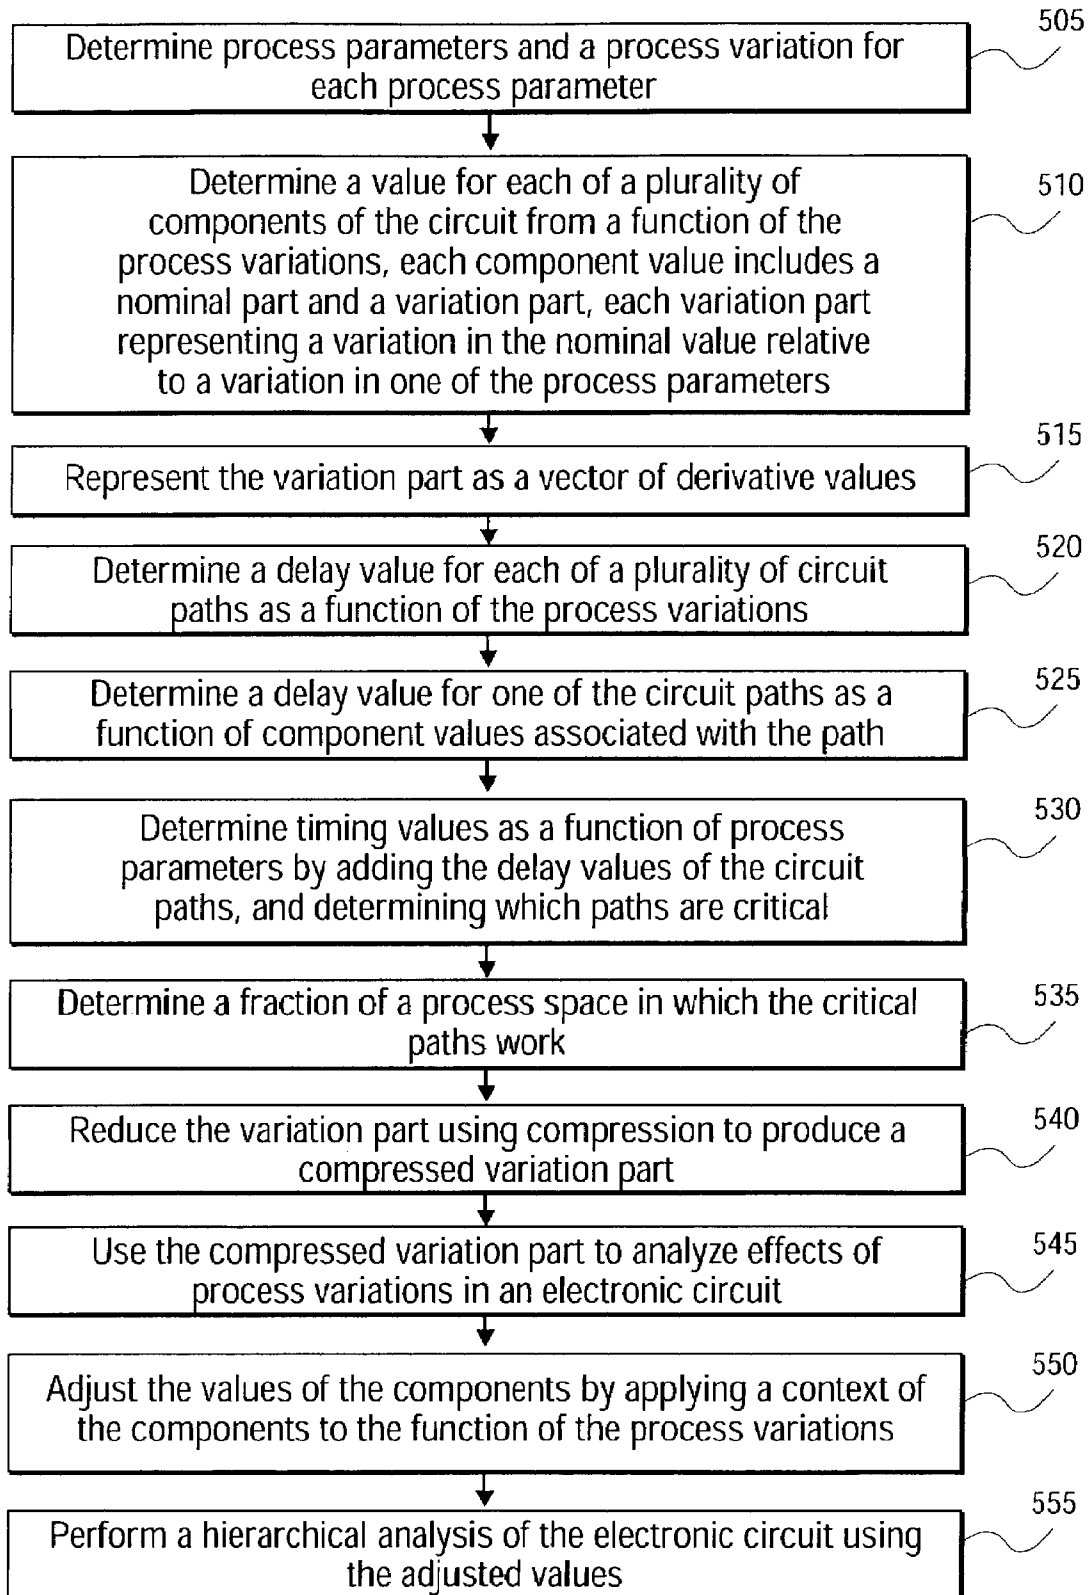 505
Determine process parameters and a process variation for
each process parameter
510
Determine a value for each of a plurality of
components of the circuit from a function of the
process variations, each component value includes a
nominal part and a variation part, each variation part
representing a variation in the nominal value relative
to a variation in one of the process parameters
515
Represent the variation part as a vector of derivative values
520
Determine a delay value for each of a plurality of circuit
paths as a function of the process variations
525
Determine a delay value for one of the circuit paths as a
function of component values associated with the path
530
Determine timing values as a function of process
parameters by adding the delay values of the circuit
paths, and determining which paths are critical
535
Determine a fraction of a process space in which the critical
paths work
540
Reduce the variation part using compression to produce a
compressed variation part
545
Use the compressed variation part to analyze effects of
process variations in an electronic circuit
550
Adjust the values of the components by applying a context of
the components to the function of the process variations
555
Perform a hierarchical analysis of the electronic circuit using
the adjusted values